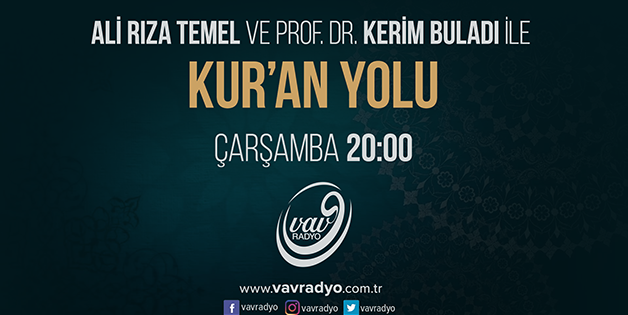 ALİ RIZA TEMEL VE PROF. DR. KERİM BULADI İLE
KUR'AN YOLU
ÇARŞAMBA 20:00
vav
RADYO
www.vavradyo.com.tr
vavradyo vavradyo vavradyo